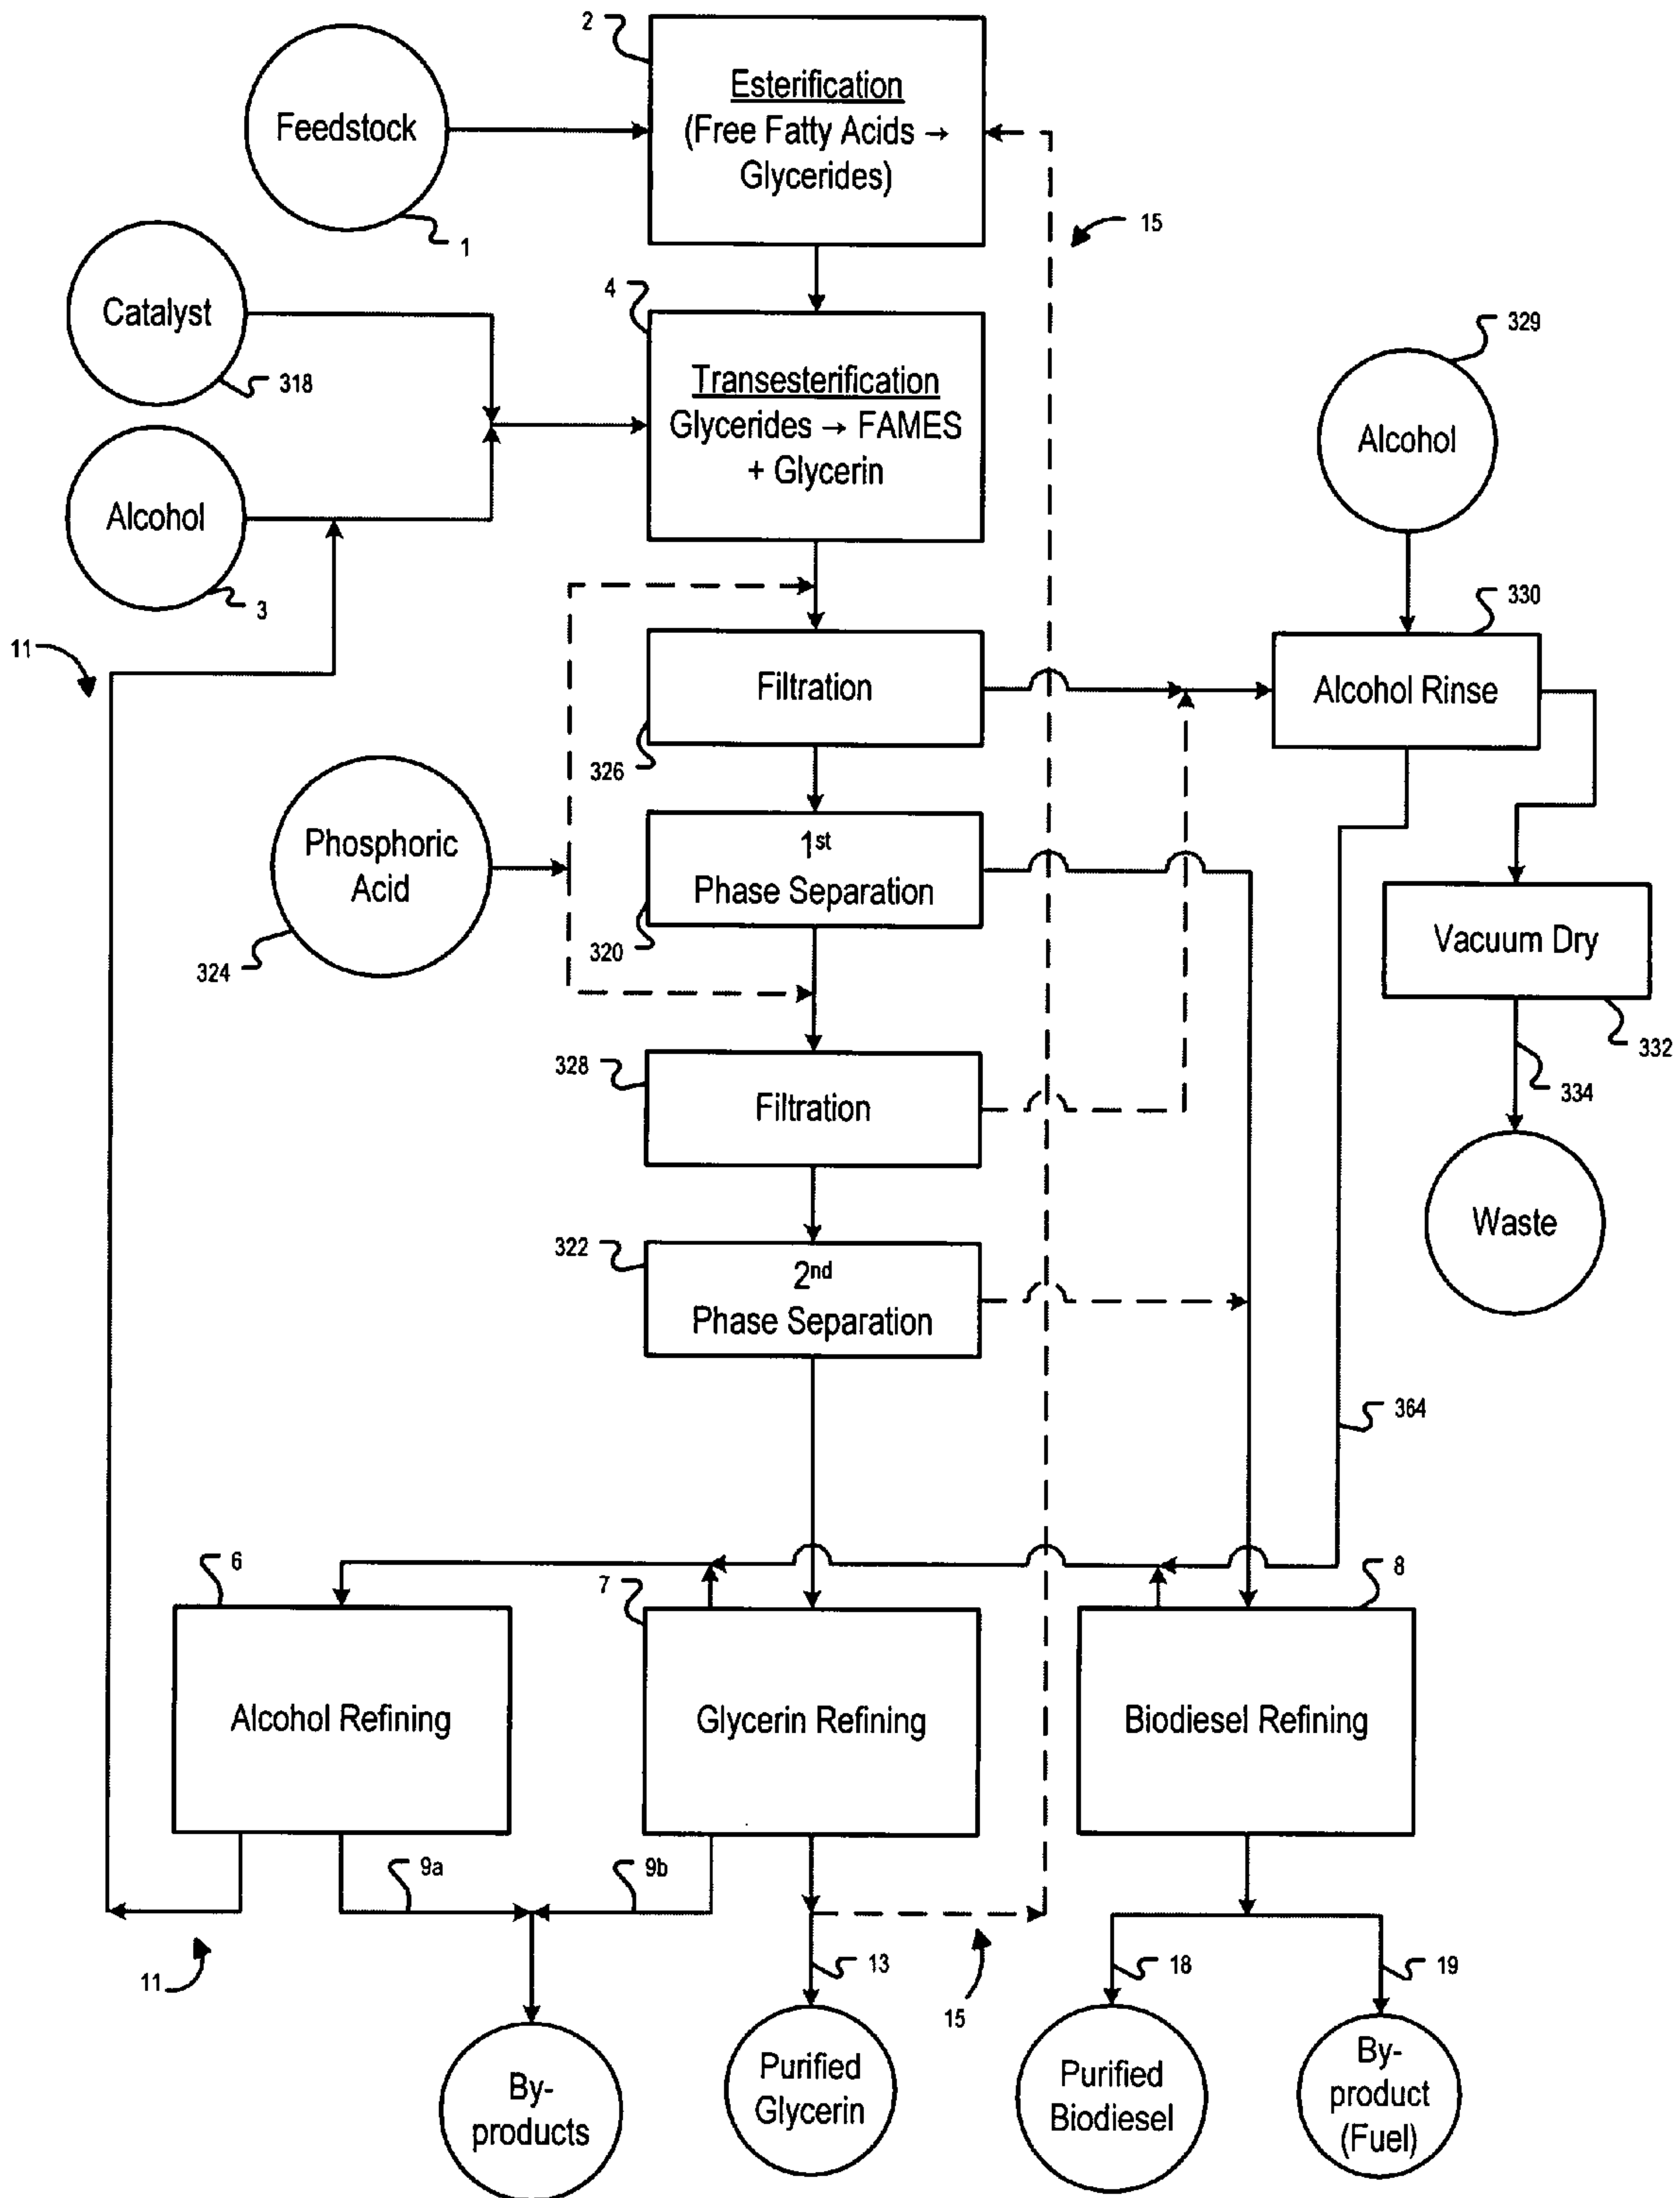 2
Esterification
(Free Fatty Acids →
Glycerides)
Feedstock
1
15
Catalyst
318
4
Transesterification
Glycerides → FAMES
+ Glycerin
329
Alcohol
Alcohol
3
11
330
Filtration
326
Alcohol Rinse
Phosphoric
Acid
324
1st
Phase Separation
320
Vacuum Dry
332
334
328
Filtration
Waste
322
2nd
Phase Separation
364
6
7
8
Alcohol Refining
Glycerin Refining
Biodiesel Refining
9a
9b
11
13
15
18
19
By-
products
Purified
Glycerin
Purified
Biodiesel
By-
product
(Fuel)